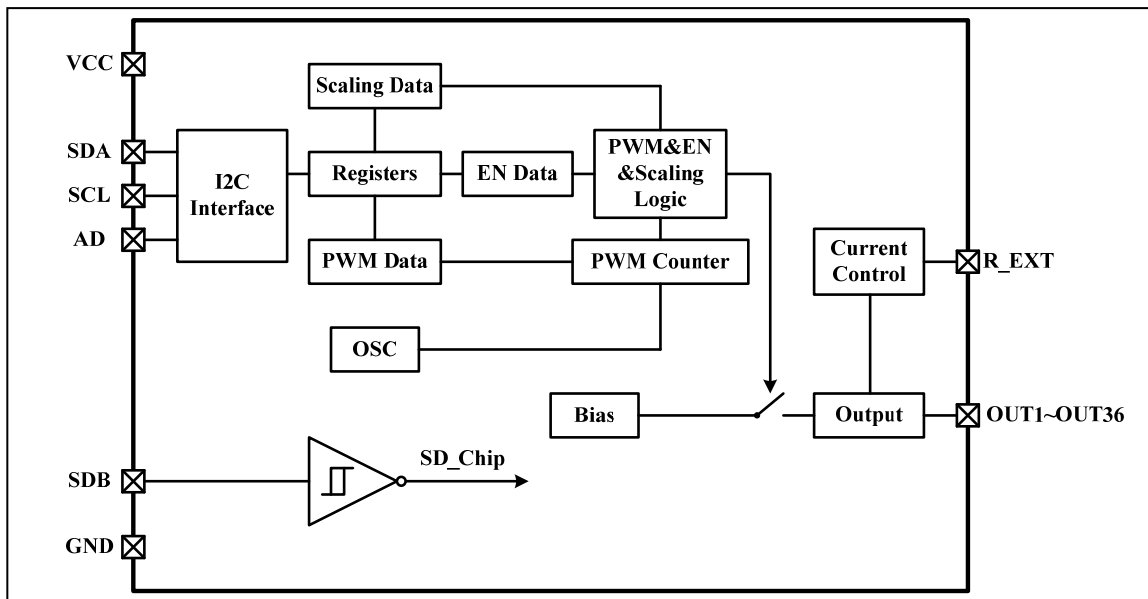 VCC
Scaling Data
SDA
I2C
Interface
Registers
EN Data
PWM&EN
&Scaling
Logic
SCL
AD
PWM Data
PWM Counter
Current
Control
R_EXT
OSC
Bias
Output
OUT1~OUT36
SDB
SD_Chip
GND